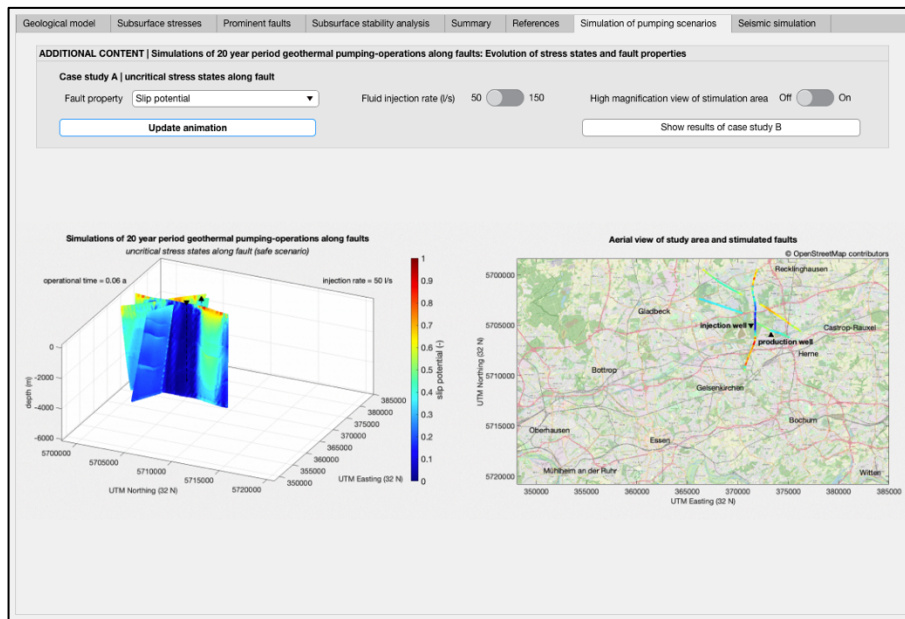 Geological model Subsurface stresses Prominent faults Subsurface stability analysis Summary References Simulation of pumping scenarios Seismic simulation
ADDITIONAL CONTENT | Simulations of 20 year period geothermal pumping-operations along faults: Evolution of stress states and fault properties
Case study A | uncritical stress states along fault
Fault property Slip potential Fluid injection rate (l/s) 50 150 High magnification view of stimulation area Off On
Update animation Show results of case study B
Simulations of 20 year period geothermal pumping-operations along faults
uncritical stress states along fault (safe scenario)
operational time = 0.06 a injection rate = 50 l/s
0
-2000
-4000
-6000
depth (m)
5700000
5705000
5710000
5715000
5720000
UTM Northing (32 N)
350000
355000
360000
365000
370000
375000
380000
385000
UTM Easting (32 N)
1
0.9
0.8
0.7
0.6
0.5
0.4
0.3
0.2
0.1
0
slip potential (-)
Aerial view of study area and stimulated faults
© OpenStreetMap contributors
5700000
5705000
5710000
5715000
5720000
UTM Northing (32 N)
Recklinghausen
Gladbeck
injection well
Castrop-Rauxel
production well
Herne
Bottrop
Gelsenkirchen
Bochum
Oberhausen
Essen
Mühlheim an der Ruhr
Witten
350000 355000 360000 365000 370000 375000 380000 385000
UTM Easting (32 N)